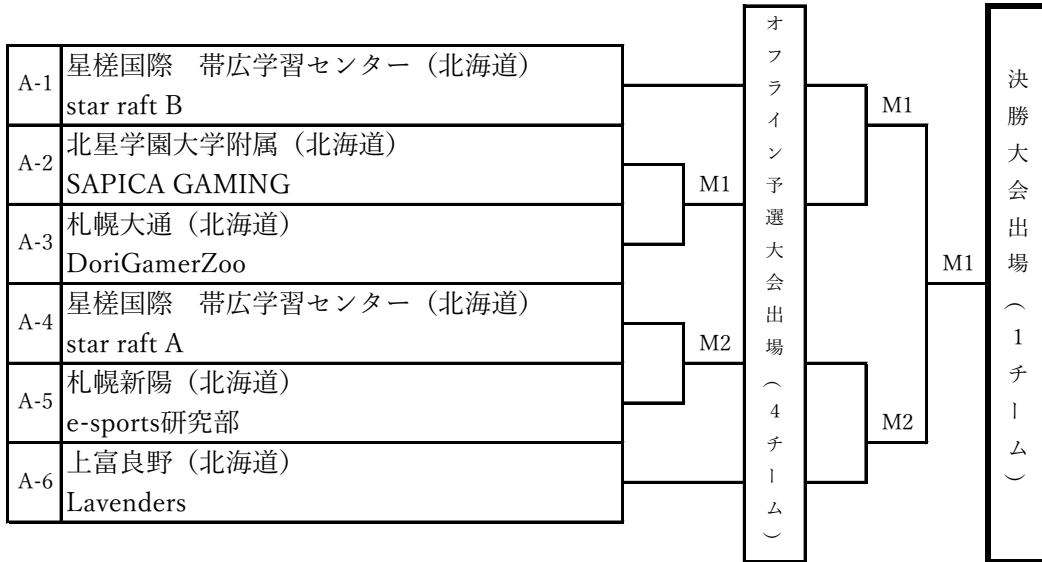 A-1
星槎国際　帯広学習センター（北海道）
star raft B
A-2
北星学園大学附属（北海道）
SAPICA GAMING
A-3
札幌大通（北海道）
DoriGamerZoo
A-4
星槎国際　帯広学習センター（北海道）
star raft A
A-5
札幌新陽（北海道）
e-sports研究部
A-6
上富良野（北海道）
Lavenders
M1
M2
オフライン予選大会出場（4チーム）
M1
M2
M1
決勝大会出場（1チーム）